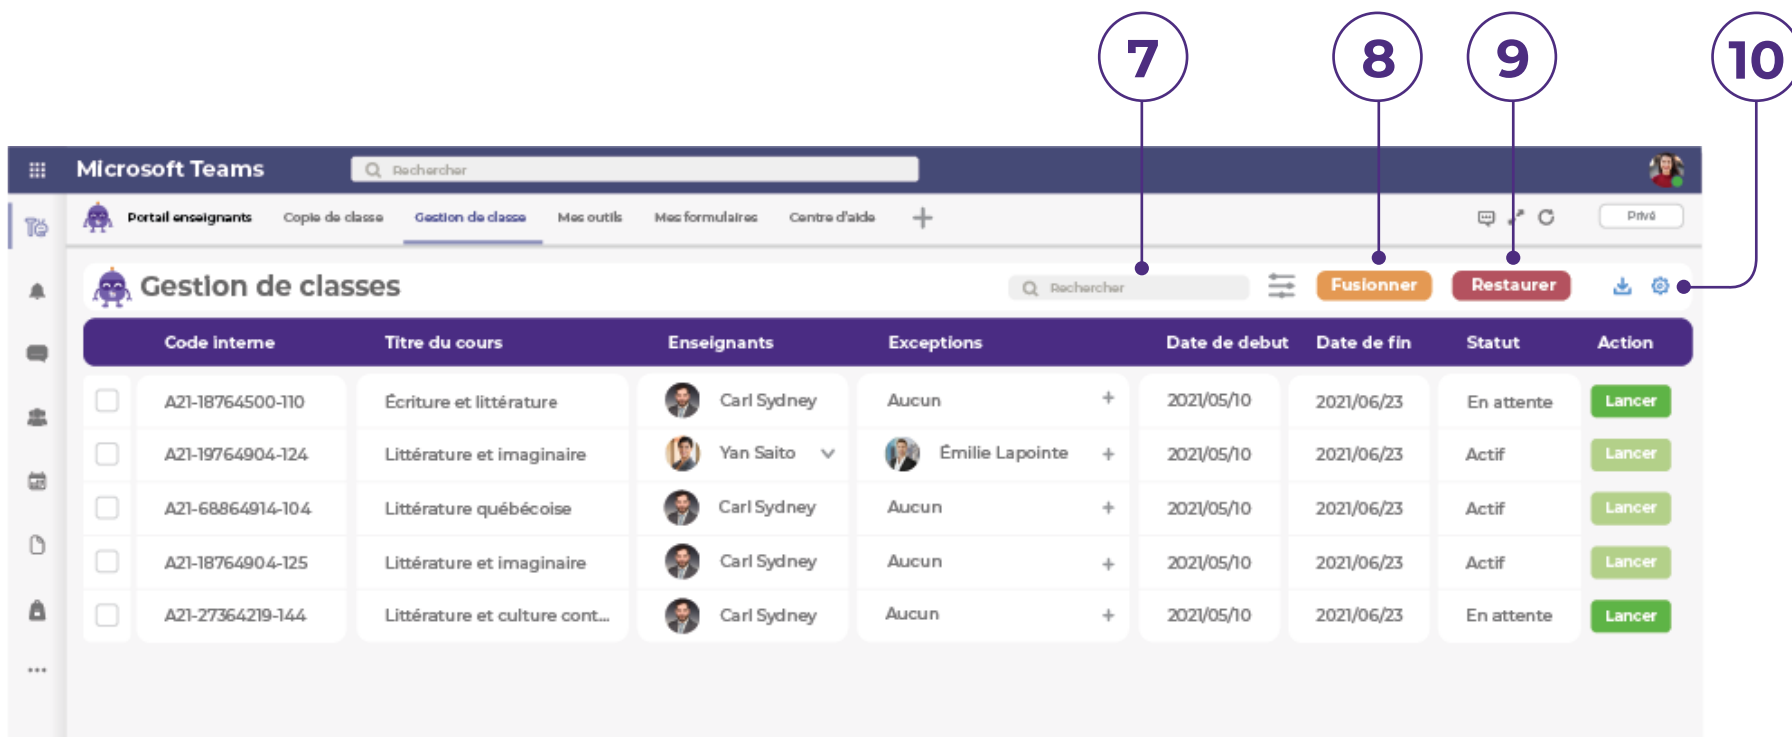 7 8 9 10
Microsoft Teams Rechercher
Portail enseignants Copie de classe Gestion de classe Mes outils Mes formulaires Centre d'aide Privé
Gestion de classes Rechercher Fusionner Restaurer
Code interne Titre du cours Enseignants Exceptions Date de debut Date de fin Statut Action
A21-18764500-110 Écriture et littérature Carl Sydney Aucun + 2021/05/10 2021/06/23 En attente Lancer
A21-19764904-124 Littérature et imaginaire Yan Saito Émilie Lapointe + 2021/05/10 2021/06/23 Actif Lancer
A21-68864914-104 Littérature québécoise Carl Sydney Aucun + 2021/05/10 2021/06/23 Actif Lancer
A21-18764904-125 Littérature et imaginaire Carl Sydney Aucun + 2021/05/10 2021/06/23 Actif Lancer
A21-27364219-144 Littérature et culture cont... Carl Sydney Aucun + 2021/05/10 2021/06/23 En attente Lancer